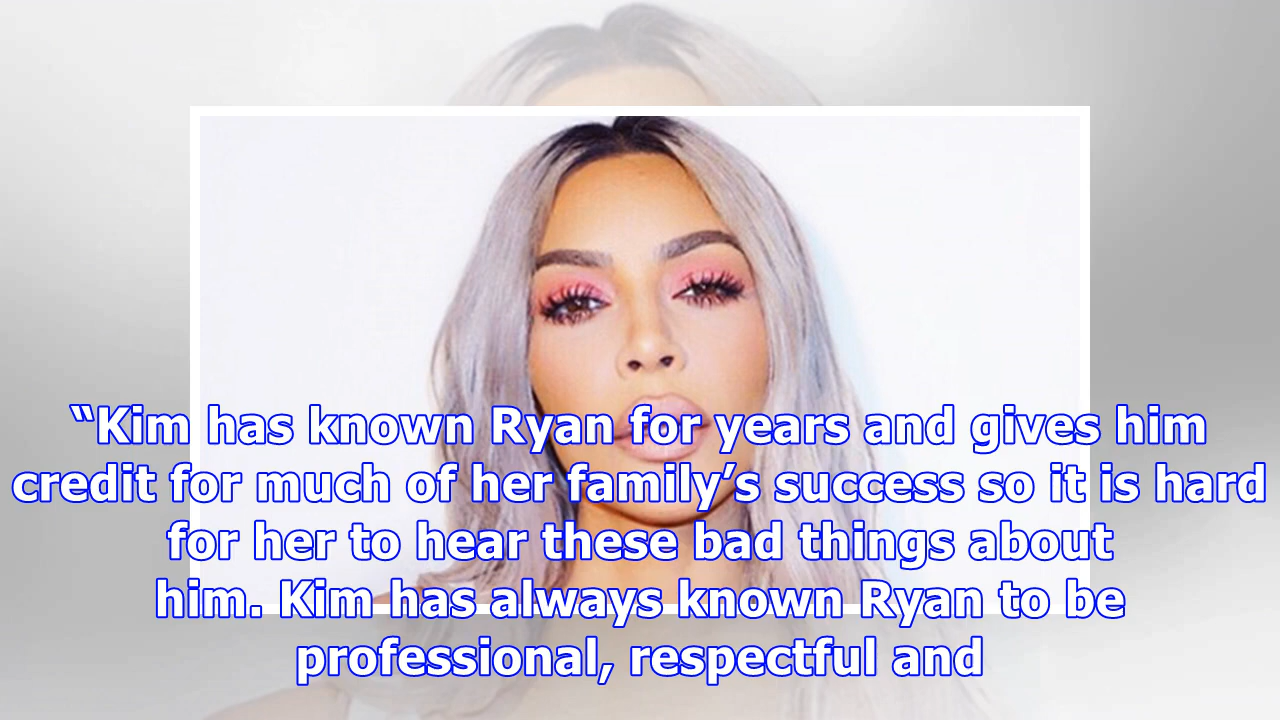 “Kim has known Ryan for years and gives him
credit for much of her family’s success so it is hard
for her to hear these bad things about
him. Kim has always known Ryan to be
professional, respectful and